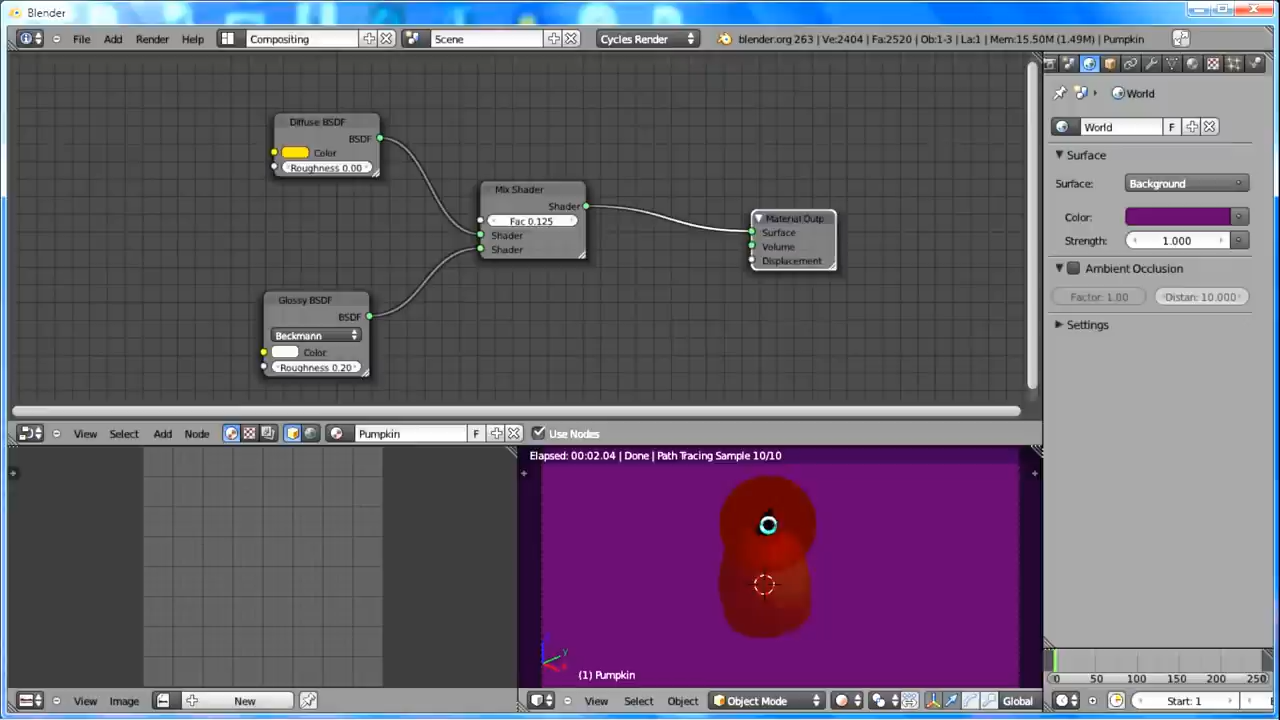 Blender
File Add Render Help Compositing Scene Cycles Render blender.org 263 | Ve:2404 | Fa:2520 | Ob:1-3 | La:1 | Mem:15.50M (1.49M) | Pumpkin
World
World F
Surface
Surface: Background
Color:
Strength: 1.000
Ambient Occlusion
Factor: 1.00 Distan: 10.000
Settings
Diffuse BSDF
BSDF
Color
Roughness 0.00
Mix Shader
Shader
Fac 0.125
Shader
Shader
Material Outp
Surface
Volume
Displacement
Glossy BSDF
BSDF
Beckmann
Color
Roughness 0.20
View Select Add Node Pumpkin F Use Nodes
Elapsed: 00:02.04 | Done | Path Tracing Sample 10/10
y
(1) Pumpkin
0 50 100 150 200 250
View Image New
View Select Object Object Mode Global
Start: 1